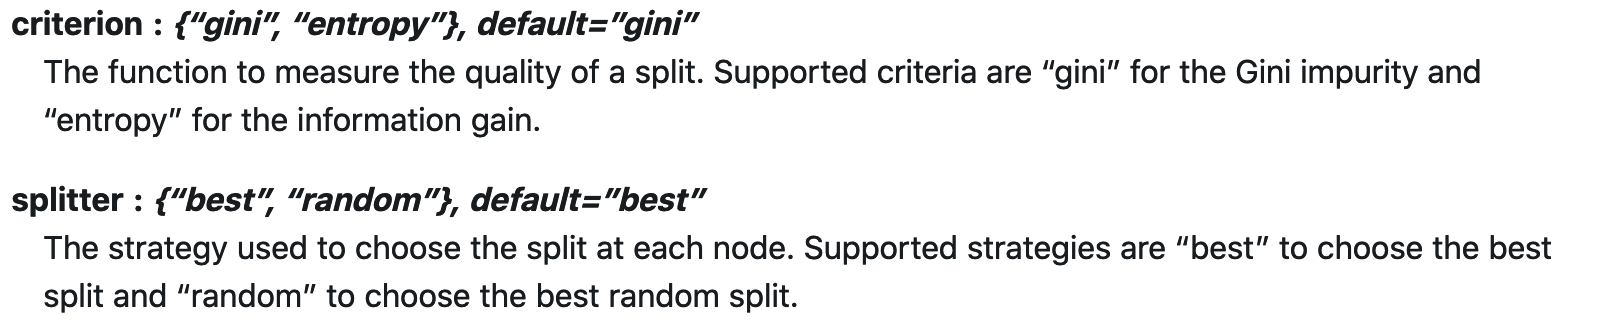 criterion : {“gini”, “entropy”}, default=”gini”
The function to measure the quality of a split. Supported criteria are “gini” for the Gini impurity and
“entropy” for the information gain.
splitter : {“best”, “random”}, default=”best”
The strategy used to choose the split at each node. Supported strategies are “best” to choose the best
split and “random” to choose the best random split.